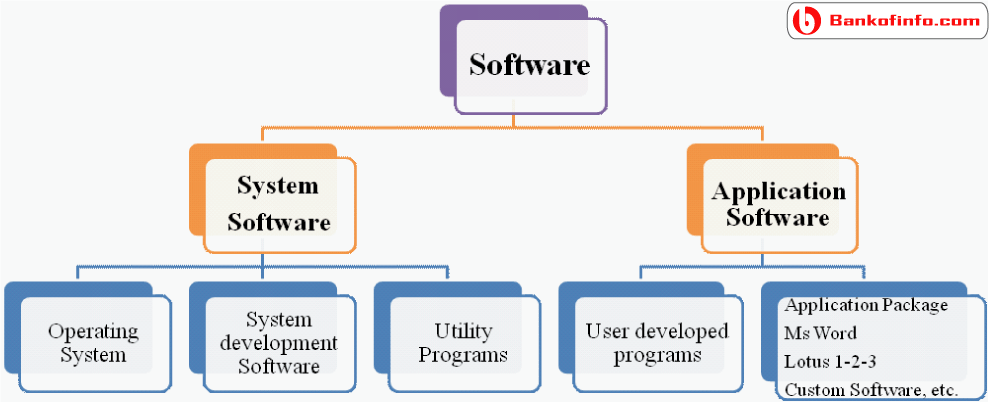 Bankofinfo.com
Software
System
Software
Application
Software
Operating
System
System
development
Software
Utility
Programs
User developed
programs
Application Package
Ms Word
Lotus 1-2-3
Custom Software, etc.